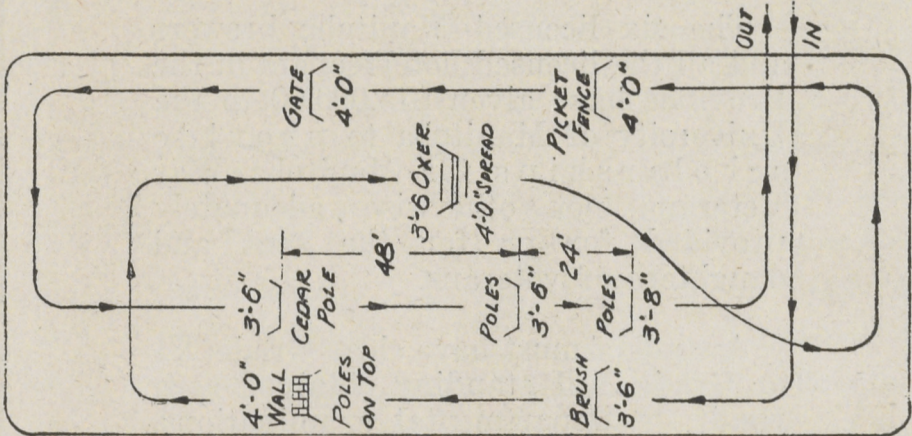 OUT
IN
GATE
4'-0"
PICKET
FENCE
4'-0"
3'-6 OXER
4'-0" SPREAD
48'
24'
3'-6"
CEDAR
POLE
POLES
3'-6"
POLES
3'-8"
4'-0"
WALL
POLES
ON TOP
BRUSH
3'-6"